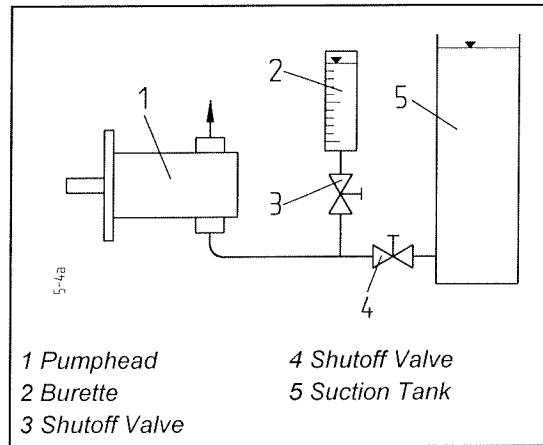 1
2
5
3
4
5-4a
1 Pumphead
2 Burette
3 Shutoff Valve
4 Shutoff Valve
5 Suction Tank